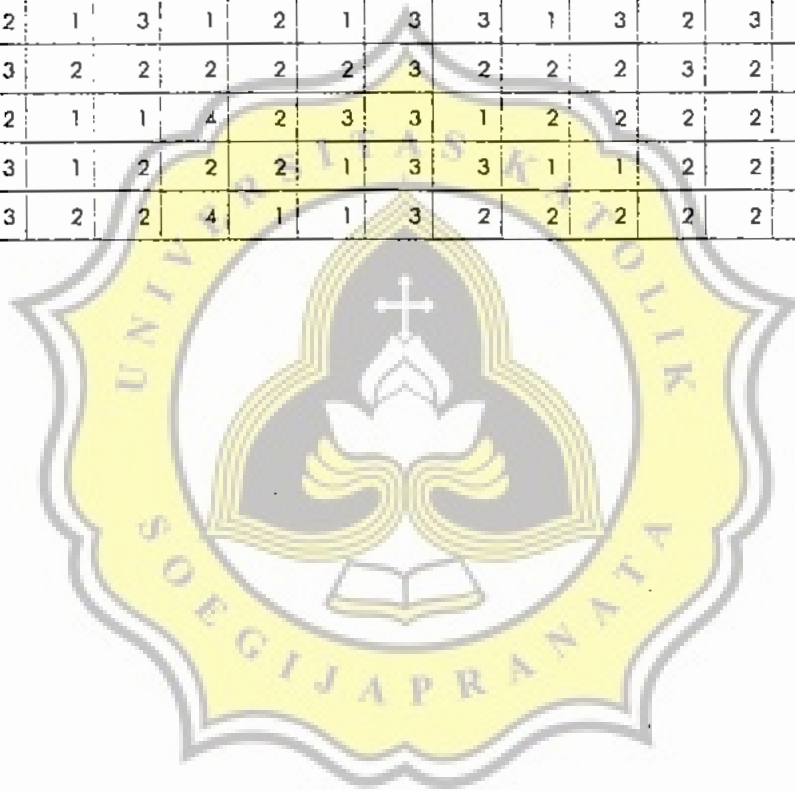 2 1 3 1 2 1 3 3 1 3 2 3
3 2 2 2 2 2 3 2 2 2 3 2
2 1 1 4 2 3 3 1 2 2 2 2
3 1 2 2 2 1 3 3 1 1 2 2
3 2 2 4 1 1 3 2 2 2 2 2
UNIVERSITAS KATOLIK
SOEGIJAPRANATA